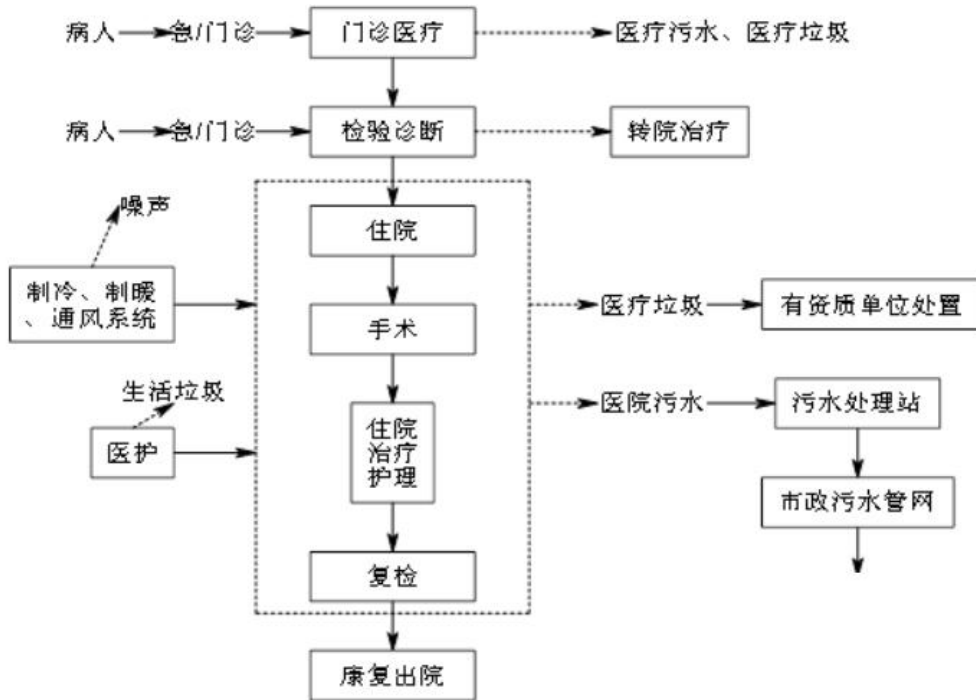 病人
急/门诊
门诊医疗
医疗污水、医疗垃圾
病人
急/门诊
检验诊断
转院治疗
噪声
住院
制冷、制暖
、通风系统
医疗垃圾
有资质单位处置
手术
生活垃圾
医院污水
污水处理站
医护
住院
治疗
护理
市政污水管网
复检
康复出院